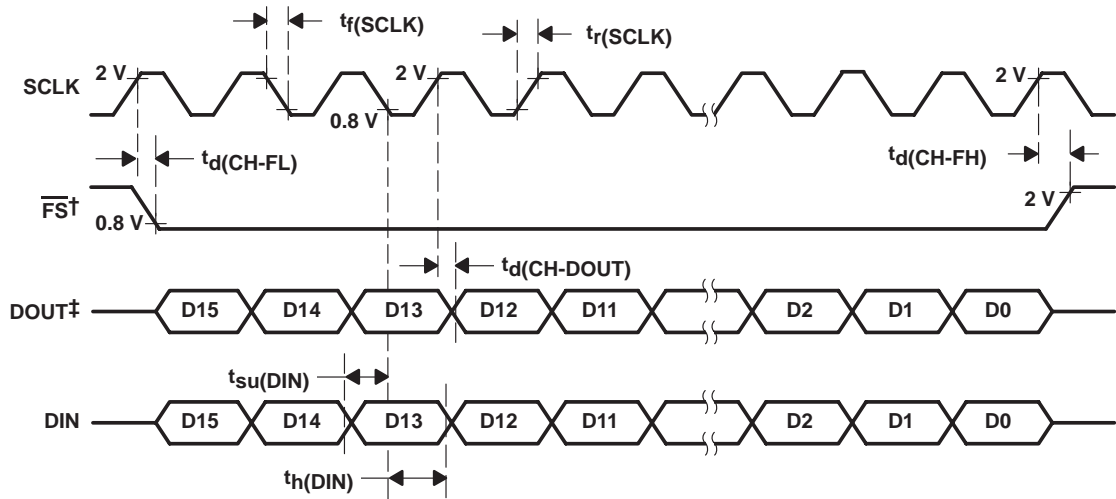 tf(SCLK)
tr(SCLK)
SCLK
2 V
2 V
2 V
0.8 V
td(CH-FL)
td(CH-FH)
FS†
0.8 V
2 V
td(CH-DOUT)
DOUT‡
D15 D14 D13 D12 D11 D2 D1 D0
tsu(DIN)
DIN
D15 D14 D13 D12 D11 D2 D1 D0
th(DIN)